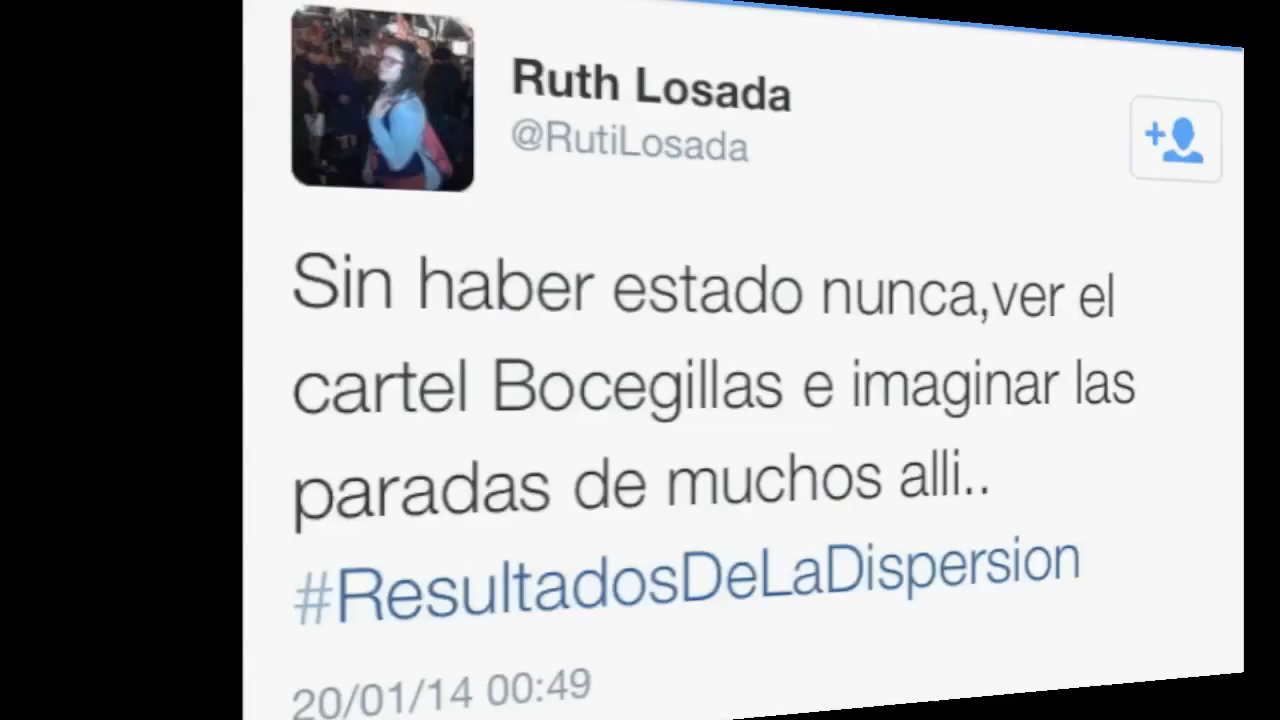 Ruth Losada
@RutiLosada
Sin haber estado nunca,ver el
cartel Bocegillas e imaginar las
paradas de muchos alli..
#ResultadosDeLaDispersion
20/01/14 00:49